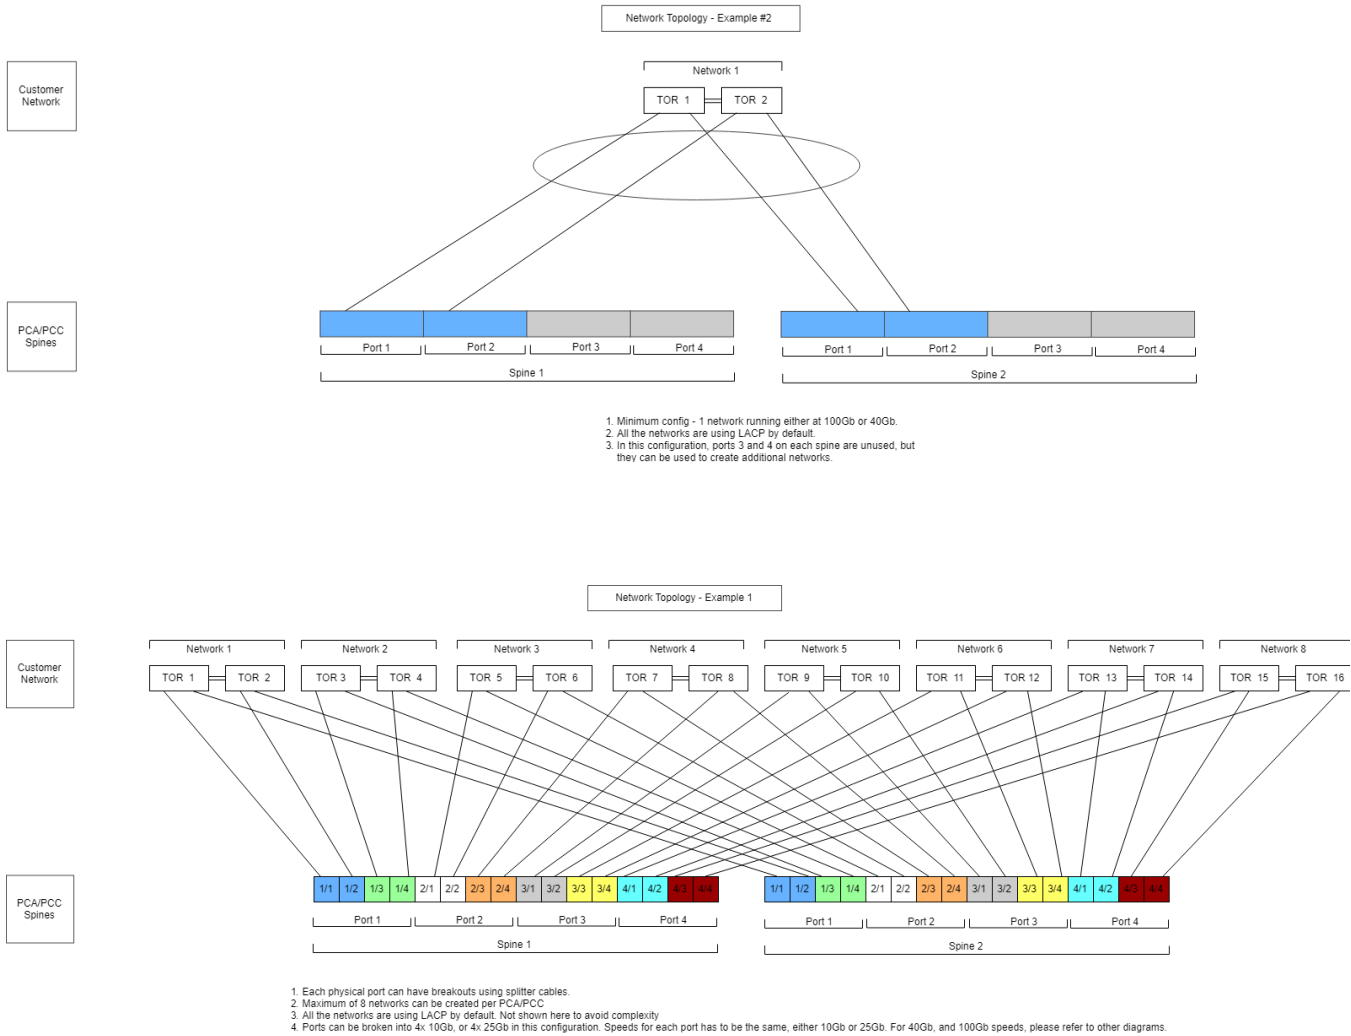 Network Topology - Example #2
Customer
Network
Network 1
TOR 1
TOR 2
PCA/PCC
Spines
Port 1
Port 2
Port 3
Port 4
Port 1
Port 2
Port 3
Port 4
Spine 1
Spine 2
1. Minimum config - 1 network running either at 100Gb or 40Gb.
2. All the networks are using LACP by default.
3. In this configuration, ports 3 and 4 on each spine are unused, but
they can be used to create additional networks.
Network Topology - Example 1
Customer
Network
Network 1
Network 2
Network 3
Network 4
Network 5
Network 6
Network 7
Network 8
TOR 1
TOR 2
TOR 3
TOR 4
TOR 5
TOR 6
TOR 7
TOR 8
TOR 9
TOR 10
TOR 11
TOR 12
TOR 13
TOR 14
TOR 15
TOR 16
PCA/PCC
Spines
1/1
1/2
1/3
1/4
2/1
2/2
2/3
2/4
3/1
3/2
3/3
3/4
4/1
4/2
4/3
4/4
1/1
1/2
1/3
1/4
2/1
2/2
2/3
2/4
3/1
3/2
3/3
3/4
4/1
4/2
4/3
4/4
Port 1
Port 2
Port 3
Port 4
Port 1
Port 2
Port 3
Port 4
Spine 1
Spine 2
1. Each physical port can have breakouts using splitter cables.
2. Maximum of 8 networks can be created per PCA/PCC
3. All the networks are using LACP by default. Not shown here to avoid complexity
4. Ports can be broken into 4x 10Gb, or 4x 25Gb in this configuration. Speeds for each port has to be the same, either 10Gb or 25Gb. For 40Gb, and 100Gb speeds, please refer to other diagrams.